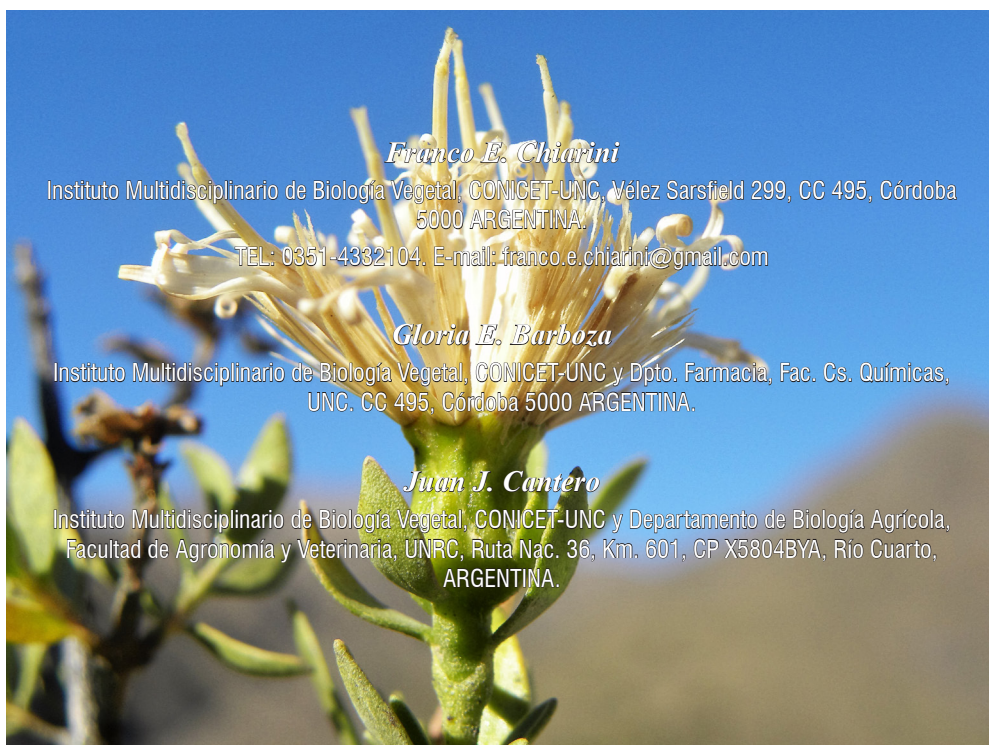 Franco E. Chiarini
Instituto Multidisciplinario de Biología Vegetal, CONICET-UNC, Vélez Sarsfield 299, CC 495, Córdoba
5000 ARGENTINA.
TEL: 0351-4332104. E-mail: franco.e.chiarini@gmail.com
Gloria E. Barboza
Instituto Multidisciplinario de Biología Vegetal, CONICET-UNC y Dpto. Farmacia, Fac. Cs. Químicas,
UNC. CC 495, Córdoba 5000 ARGENTINA.
Juan J. Cantero
Instituto Multidisciplinario de Biología Vegetal, CONICET-UNC y Departamento de Biología Agrícola,
Facultad de Agronomía y Veterinaria, UNRC, Ruta Nac. 36, Km. 601, CP X5804BYA, Río Cuarto,
ARGENTINA.